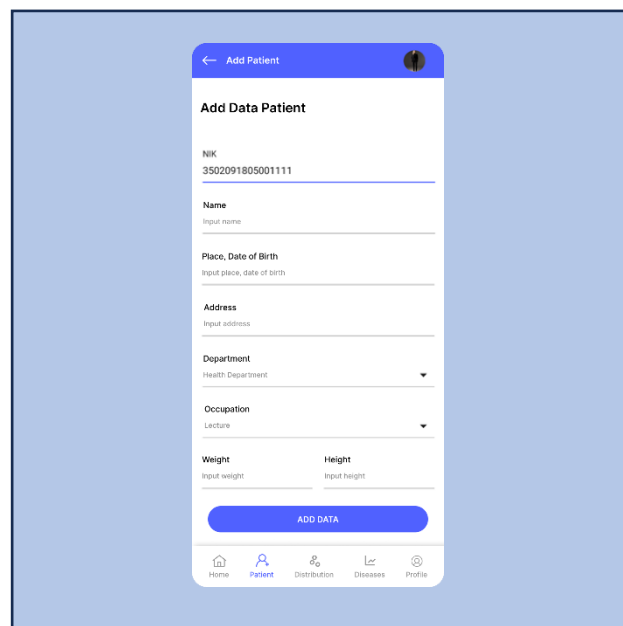 Add Patient
Add Data Patient
NIK
3502091805001111
Name
Input name
Place, Date of Birth
Input place, date of birth
Address
Input address
Department
Health Department
Occupation
Lecture
Weight Height
Input weight Input height
ADD DATA
Home Patient Distribution Diseases Profile